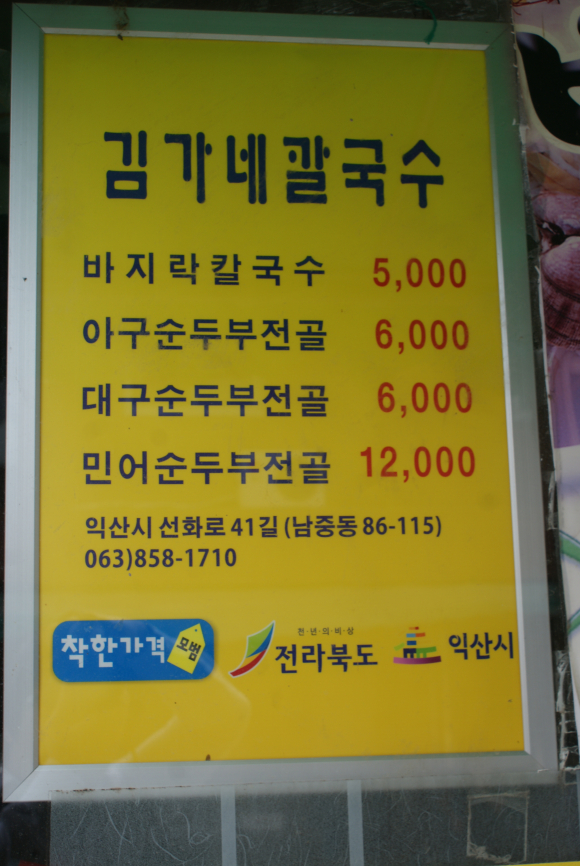 김가네칼국수
바지락칼국수 5,000
아구순두부전골 6,000
대구순두부전골 6,000
민어순두부전골 12,000
익산시 선화로 41길 (남중동 86-115)
063)858-1710
착한가격 모범
천·년·의·비·상
전라북도
익산시